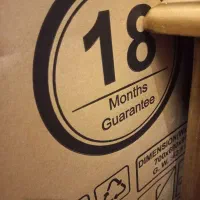 18
Months
Guarantee
DIMENSION